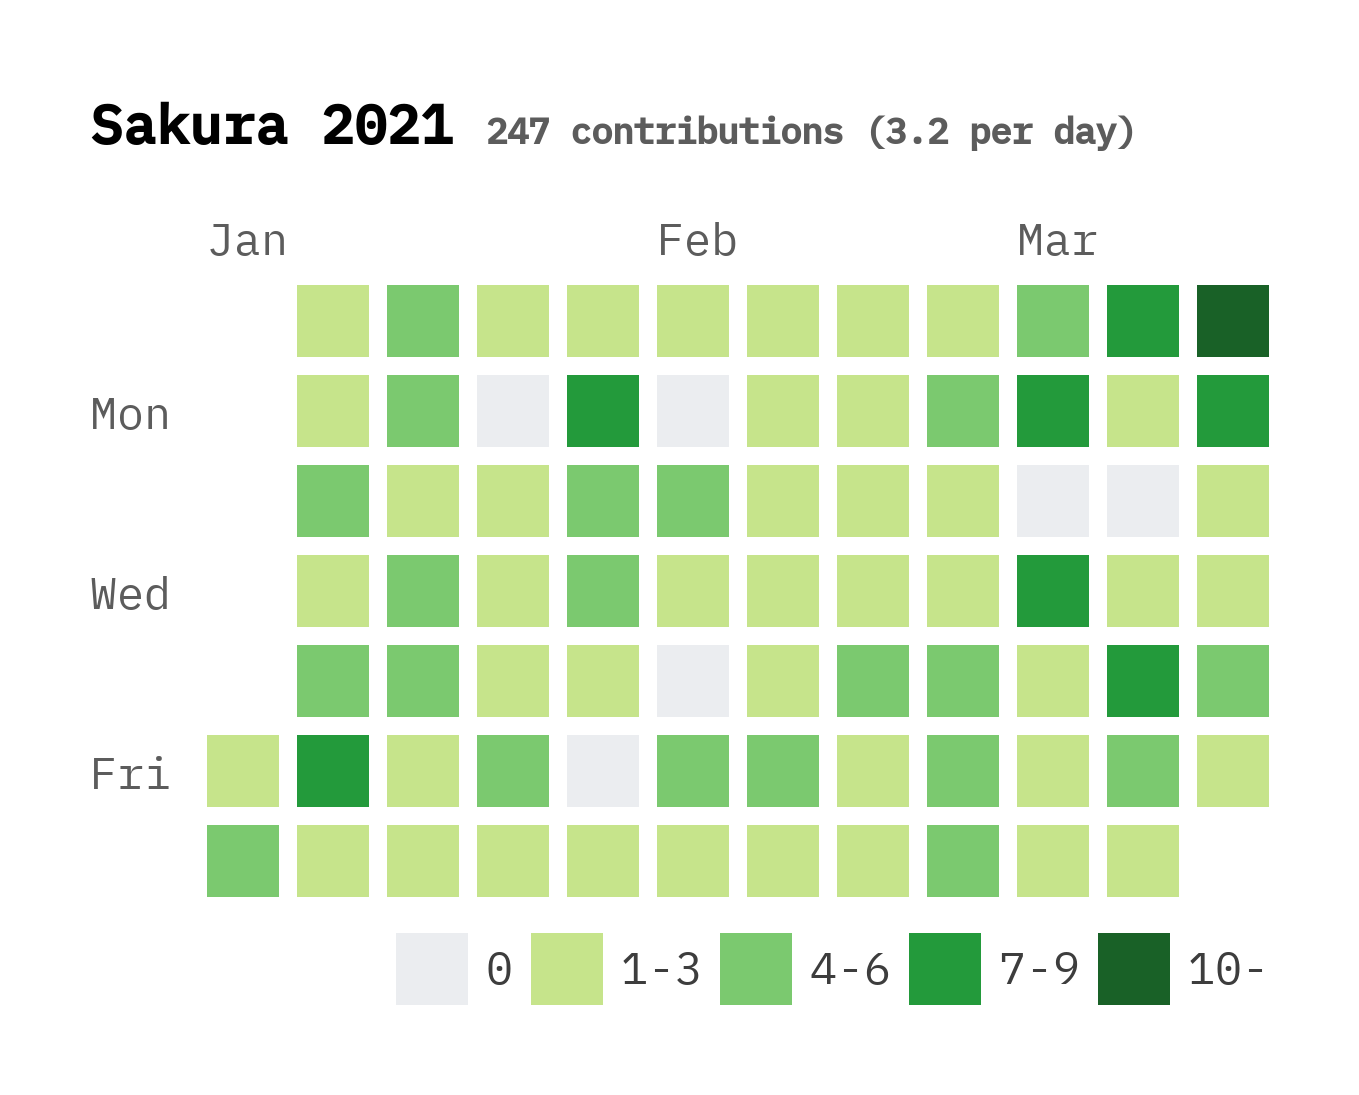 Sakura 2021 247 contributions (3.2 per day)
Jan Feb Mar
Mon
Wed
Fri
0 1-3 4-6 7-9 10-